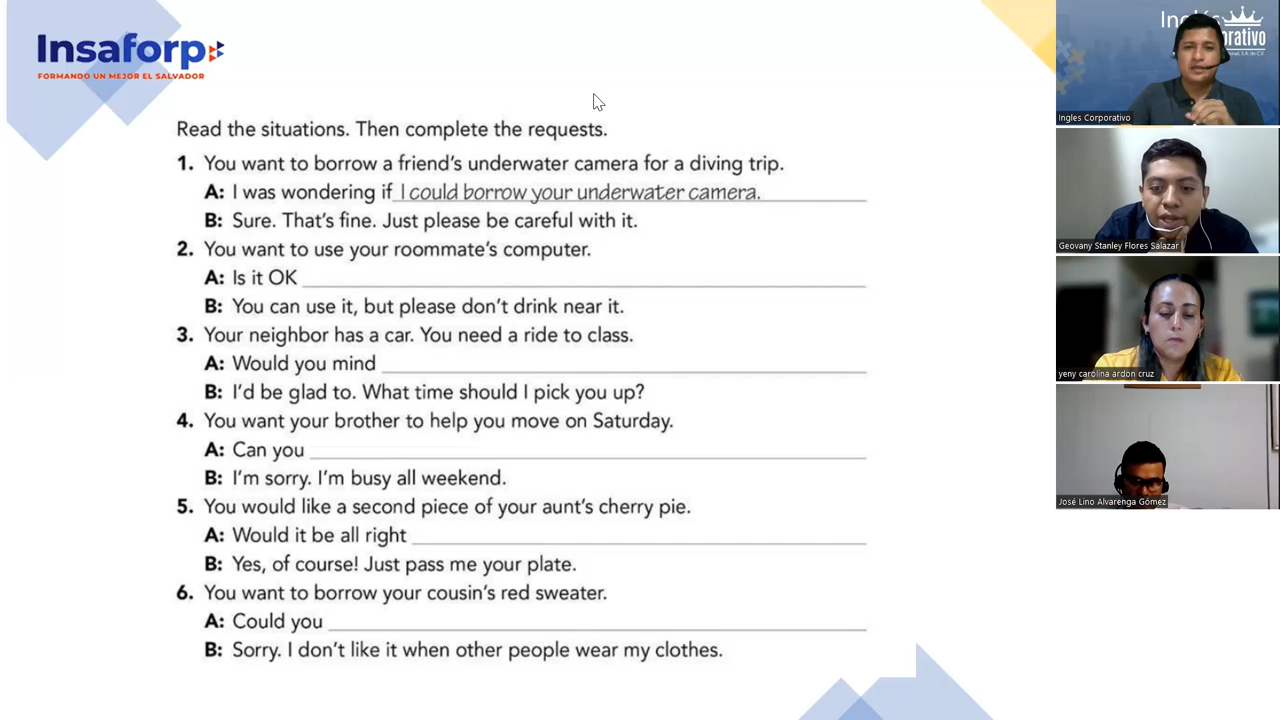 Insaforp
FORMANDO UN MEJOR EL SALVADOR
Read the situations. Then complete the requests.
1. You want to borrow a friend's underwater camera for a diving trip.
A: I was wondering if I could borrow your underwater camera.
B: Sure. That's fine. Just please be careful with it.
2. You want to use your roommate's computer.
A: Is it OK
B: You can use it, but please don't drink near it.
3. Your neighbor has a car. You need a ride to class.
A: Would you mind
B: I'd be glad to. What time should I pick you up?
4. You want your brother to help you move on Saturday.
A: Can you
B: I'm sorry. I'm busy all weekend.
5. You would like a second piece of your aunt's cherry pie.
A: Would it be all right
B: Yes, of course! Just pass me your plate.
6. You want to borrow your cousin's red sweater.
A: Could you
B: Sorry. I don't like it when other people wear my clothes.
Ingles Corporativo
Geovany Stanley Flores Salazar
yeny carolina ardon cruz
José Lino Alvarenga Gómez